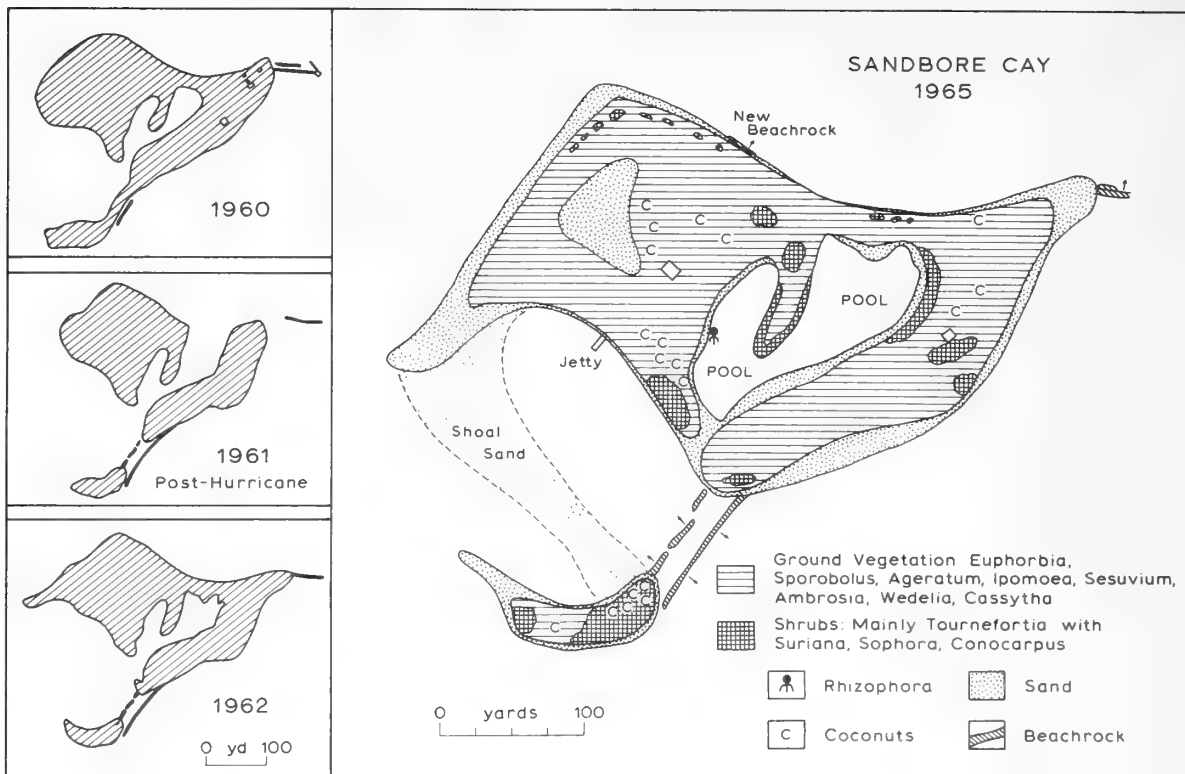 1960
1961
Post-Hurricane
1962
0 yd 100
SANDBORE CAY
1965
New
Beachrock
C
C
C
C
C
C
C
C
C
C
C
C
C
POOL
POOL
Jetty
Shoal
Sand
C
C
C
C
C
0 yards 100
Ground Vegetation Euphorbia,
Sporobolus, Ageratum, Ipomoea, Sesuvium,
Ambrosia, Wedelia, Cassytha
Shrubs: Mainly Tournefortia with
Suriana, Sophora, Conocarpus
Rhizophora
Sand
C Coconuts
Beachrock